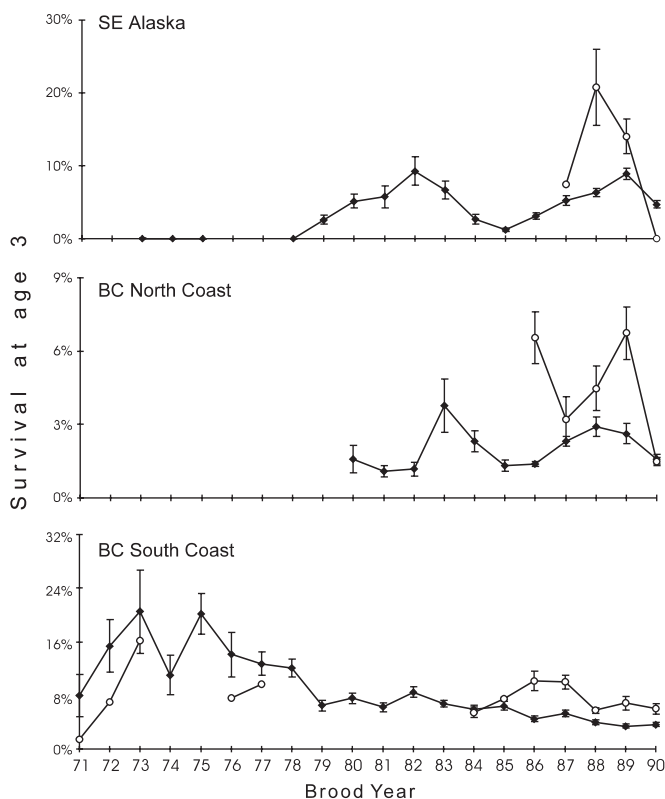 30%
SE Alaska
20%
10%
0%
9%
BC North Coast
6%
3%
0%
Survival at age 3
32%
BC South Coast
24%
16%
8%
0%
71 72 73 74 75 76 77 78 79 80 81 82 83 84 85 86 87 88 89 90
Brood Year